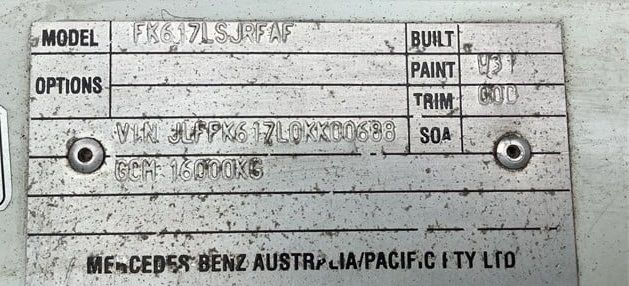 MODEL FK617LSJRFAF BUILT
OPTIONS PAINT W31
TRIM 000
VIN JLFFK617L0KK00688 SOA
GCM 16000KG
MERCEDES BENZ AUSTRALIA/PACIFIC PTY LTD